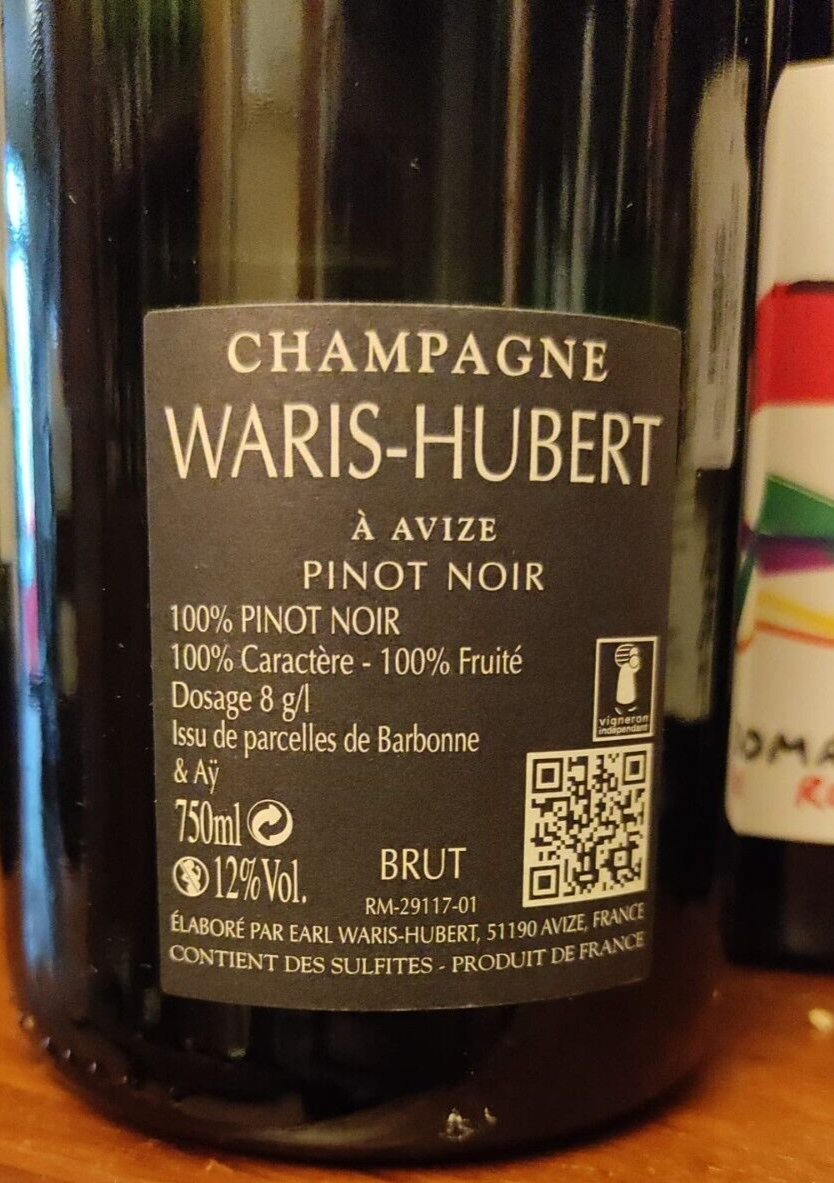 CHAMPAGNE
WARIS-HUBERT
À AVIZE
PINOT NOIR
100% PINOT NOIR
100% Caractère - 100% Fruité
Dosage 8 g/l
Issu de parcelles de Barbonne
& Aÿ
vigneron
indépendant
750ml
12% Vol.
BRUT
RM-29117-01
ÉLABORÉ PAR EARL WARIS-HUBERT, 51190 AVIZE, FRANCE
CONTIENT DES SULFITES - PRODUIT DE FRANCE